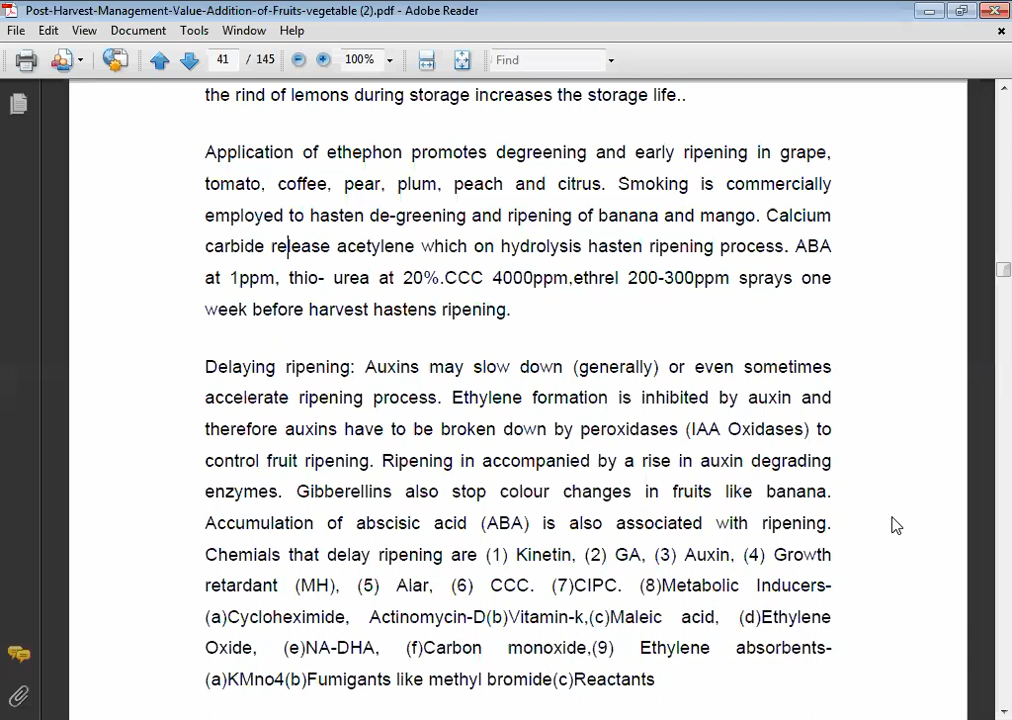 Post-Harvest-Management-Value-Addition-of-Fruits-vegetable (2).pdf - Adobe Reader
File Edit View Document Tools Window Help
41 / 145 100% Find
the rind of lemons during storage increases the storage life..
Application of ethephon promotes degreening and early ripening in grape,
tomato, coffee, pear, plum, peach and citrus. Smoking is commercially
employed to hasten de-greening and ripening of banana and mango. Calcium
carbide release acetylene which on hydrolysis hasten ripening process. ABA
at 1ppm, thio- urea at 20%.CCC 4000ppm,ethrel 200-300ppm sprays one
week before harvest hastens ripening.
Delaying ripening: Auxins may slow down (generally) or even sometimes
accelerate ripening process. Ethylene formation is inhibited by auxin and
therefore auxins have to be broken down by peroxidases (IAA Oxidases) to
control fruit ripening. Ripening in accompanied by a rise in auxin degrading
enzymes. Gibberellins also stop colour changes in fruits like banana.
Accumulation of abscisic acid (ABA) is also associated with ripening.
Chemials that delay ripening are (1) Kinetin, (2) GA, (3) Auxin, (4) Growth
retardant (MH), (5) Alar, (6) CCC. (7)CIPC. (8)Metabolic Inducers-
(a)Cycloheximide, Actinomycin-D(b)Vitamin-k,(c)Maleic acid, (d)Ethylene
Oxide, (e)NA-DHA, (f)Carbon monoxide,(9) Ethylene absorbents-
(a)KMno4(b)Fumigants like methyl bromide(c)Reactants